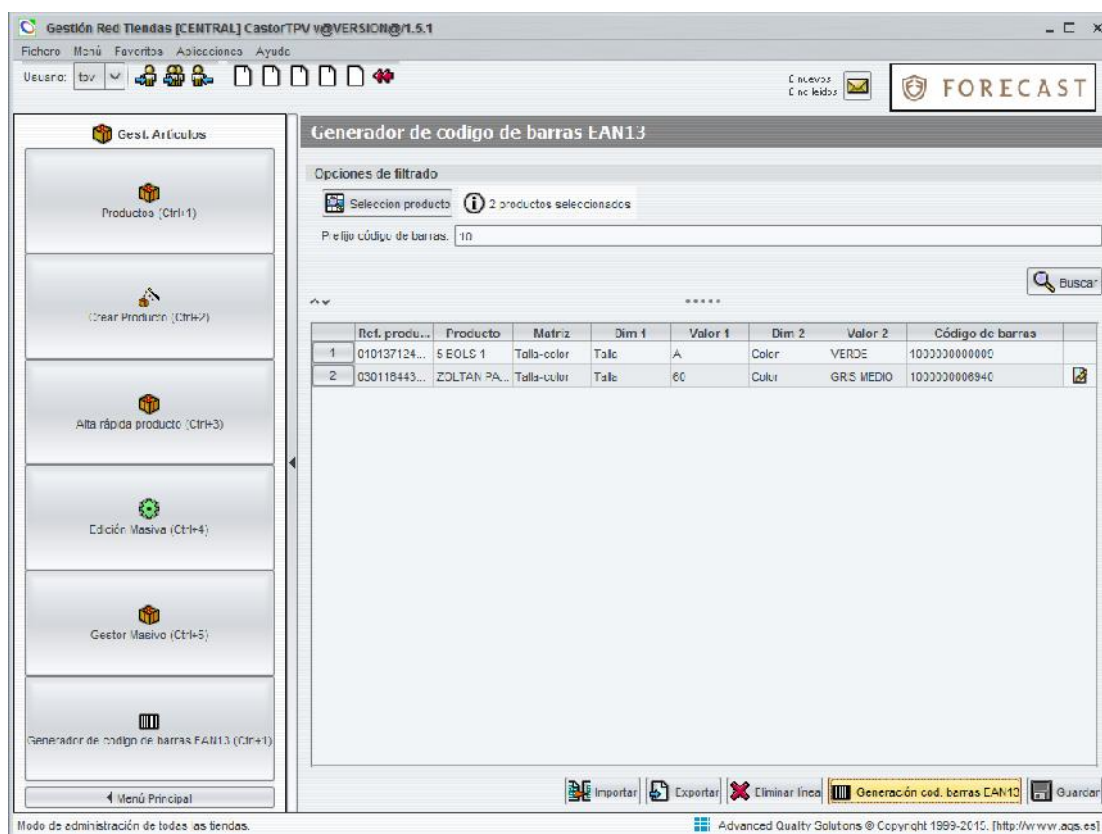 Gestión Red Tiendas [CENTRAL] CastorTPV v@VERSION@/1.5.1
Fichero Menú Favoritos Aplicaciones Ayuda
Usuario: tpv
0 nuevos
0 no leidos
FORECAST
Gest. Artículos
Productos (Ctrl+1)
Crear Producto (Ctrl+2)
Alta rápida producto (Ctrl+3)
Edición Masiva (Ctrl+4)
Gestor Masivo (Ctrl+5)
Generador de codigo de barras EAN13 (Ctrl+1)
Menú Principal
Generador de codigo de barras EAN13
Opciones de filtrado
Seleccion producto 2 productos seleccionados
Prefijo código de barras: 10
Buscar
Ref. produ... Producto Matriz Dim 1 Valor 1 Dim 2 Valor 2 Código de barras
1 010137124... Talla-color Talla A Color VERDE
2 030116443... ZOLTAN PA... Talla-color Talla 60 Color GRIS MEDIO 1000000006940
Importar Exportar Eliminar línea Generación cod. barras EAN13 Guardar
Modo de administración de todas las tiendas. Advanced Quality Solutions © Copyright 1999-2015. [http://www.aqs.es]